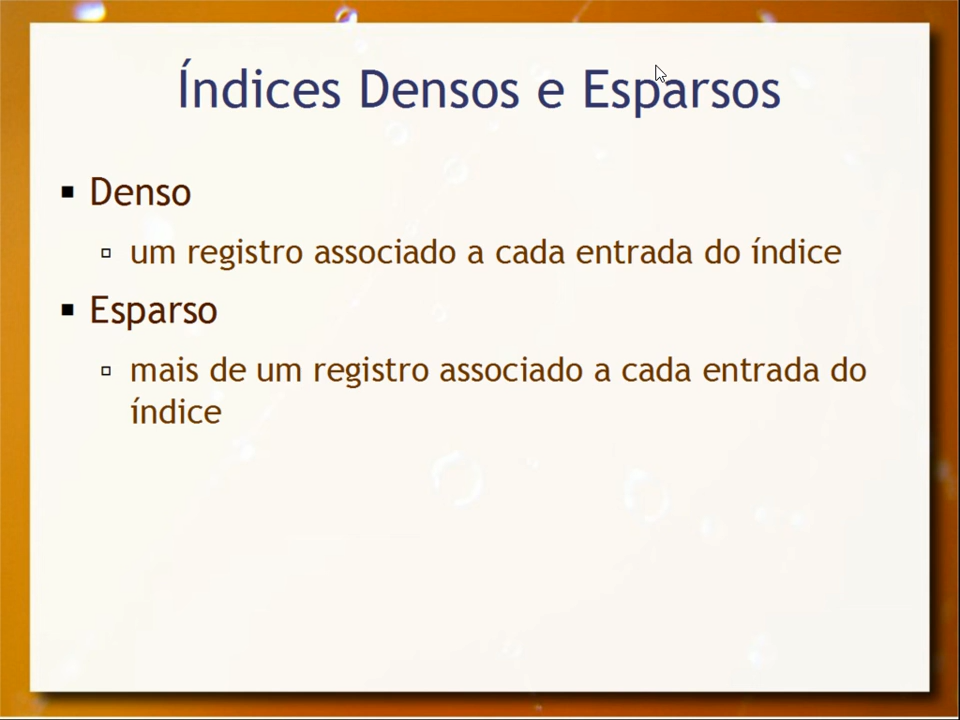 Índices Densos e Esparsos
Denso
um registro associado a cada entrada do índice
Esparso
mais de um registro associado a cada entrada do
índice